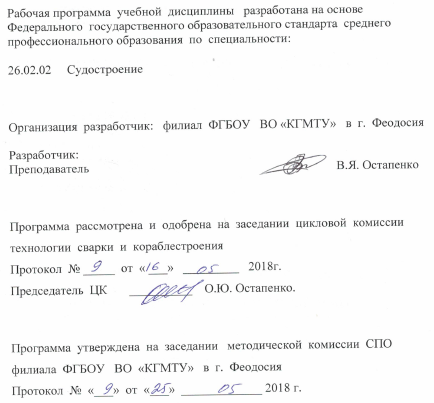 Рабочая программа учебной дисциплины разработана на основе
Федерального государственного образовательного стандарта среднего
профессионального образования по специальности:
26.02.02 Судостроение
Организация разработчик: филиал ФГБОУ ВО «КГМТУ» в г. Феодосия
Разработчик:
Преподаватель В.Я. Остапенко
Программа рассмотрена и одобрена на заседании цикловой комиссии
технологии сварки и кораблестроения
Протокол № 9 от «16» 05 2018г.
Председатель ЦК О.Ю. Остапенко.
Программа утверждена на заседании методической комиссии СПО
филиала ФГБОУ ВО «КГМТУ» в г. Феодосия
Протокол № «9» от «25» 05 2018 г.